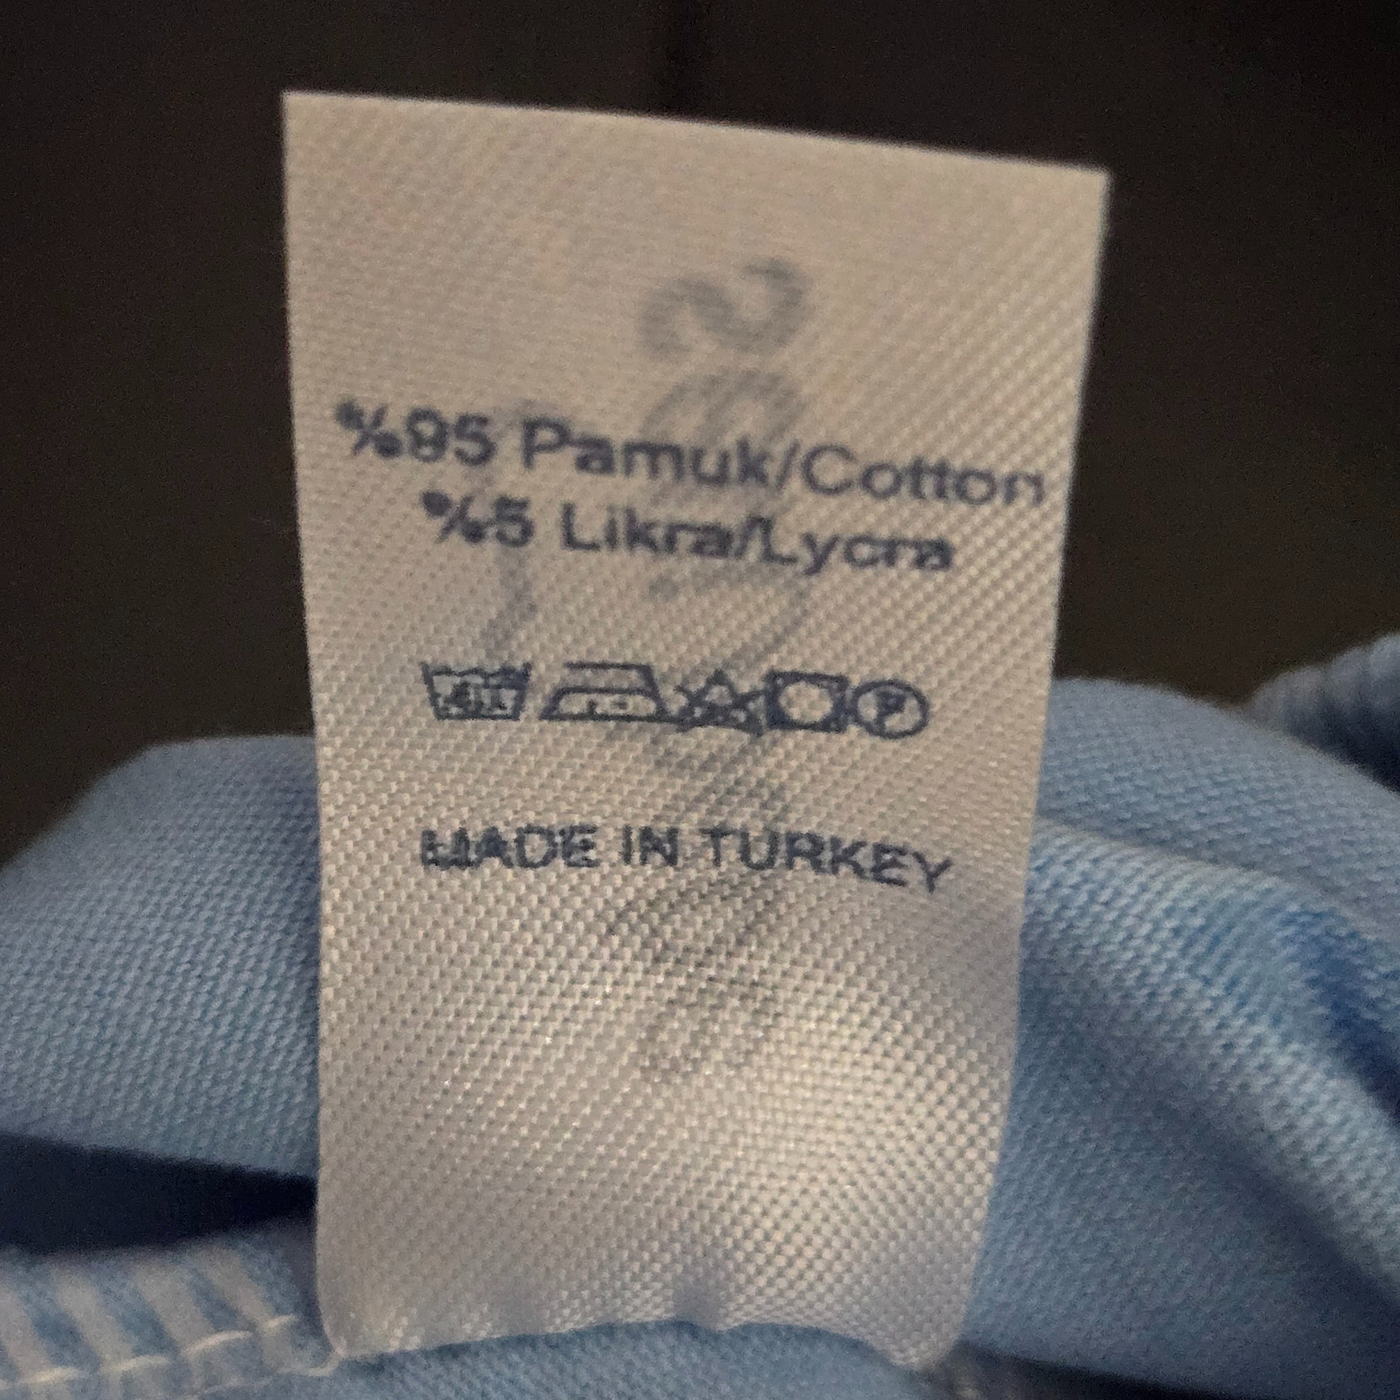 %95 Pamuk/Cotton
%5 Likra/Lycra
P
MADE IN TURKEY